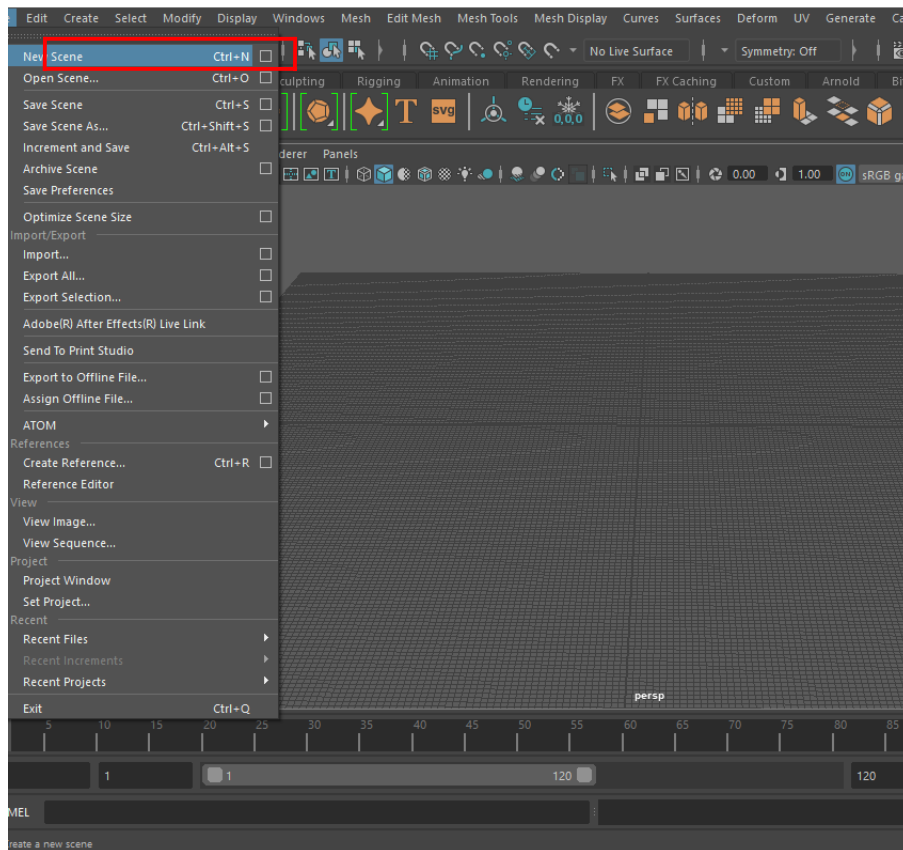 Edit Create Select Modify Display Windows Mesh Edit Mesh Mesh Tools Mesh Display Curves Surfaces Deform UV Generate Ca
New Scene Ctrl+N
No Live Surface Symmetry: Off
Open Scene... Ctrl+O
culpting Rigging Animation Rendering FX FX Caching Custom Arnold Bi
Save Scene Ctrl+S
T svg 0,0,0
Save Scene As... Ctrl+Shift+S
Increment and Save Ctrl+Alt+S
derer Panels
Archive Scene
0.00 1.00 ON sRGB ga
Save Preferences
Optimize Scene Size
Import/Export
Import...
Export All...
Export Selection...
Adobe(R) After Effects(R) Live Link
Send To Print Studio
Export to Offline File...
Assign Offline File...
ATOM
References
Create Reference... Ctrl+R
Reference Editor
View
View Image...
View Sequence...
Project
Project Window
Set Project...
Recent
Recent Files
Recent Increments
Recent Projects
persp
Exit Ctrl+Q
5 10 15 20 25 30 35 40 45 50 55 60 65 70 75 80 85
1 1 120 120
MEL
reate a new scene